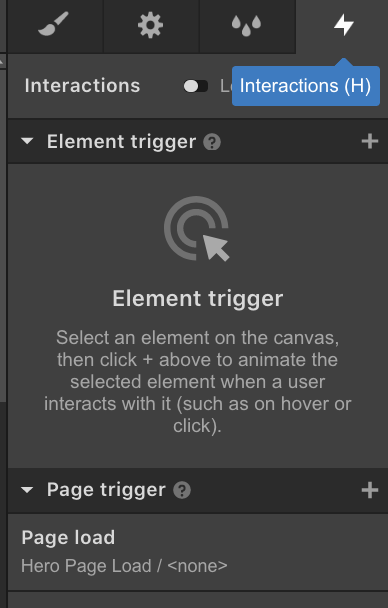 Interactions
Interactions (H)
Element trigger ?
Element trigger
Select an element on the canvas,
then click + above to animate the
selected element when a user
interacts with it (such as on hover or
click).
Page trigger ?
Page load
Hero Page Load / <none>